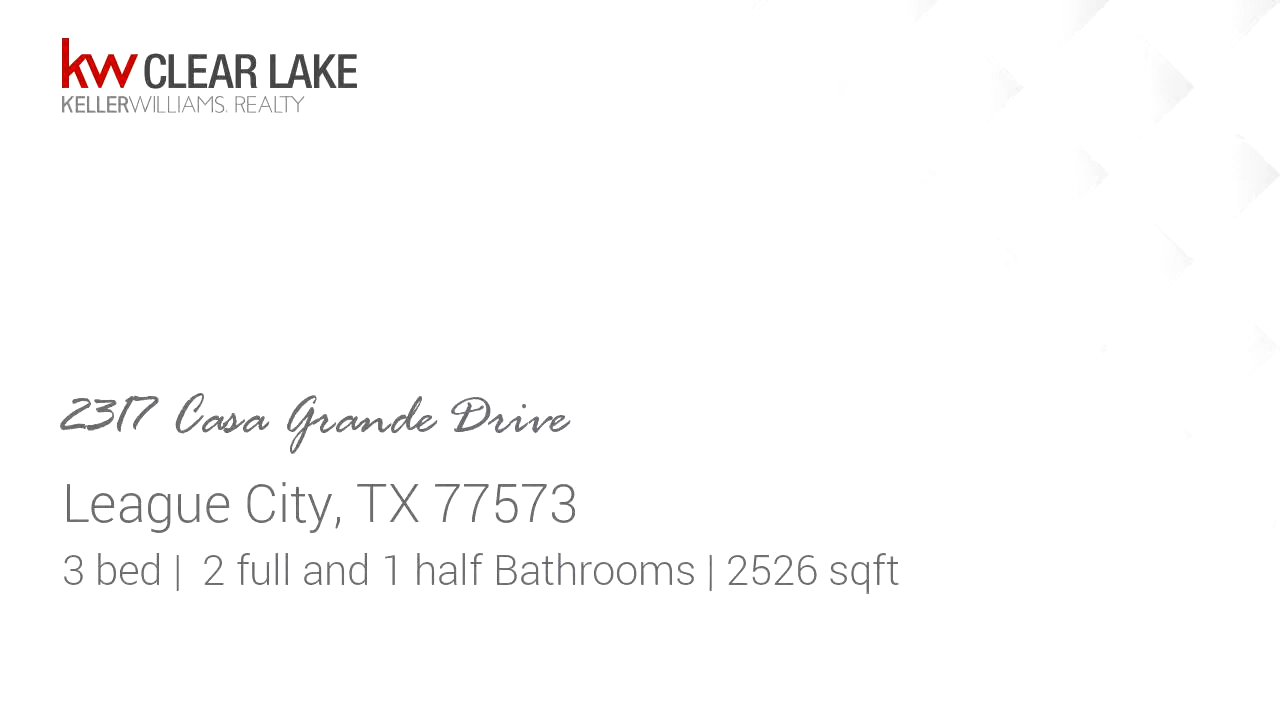 kw CLEAR LAKE
KELLERWILLIAMS. REALTY
2317 Casa Grande Drive
League City, TX 77573
3 bed | 2 full and 1 half Bathrooms | 2526 sqft